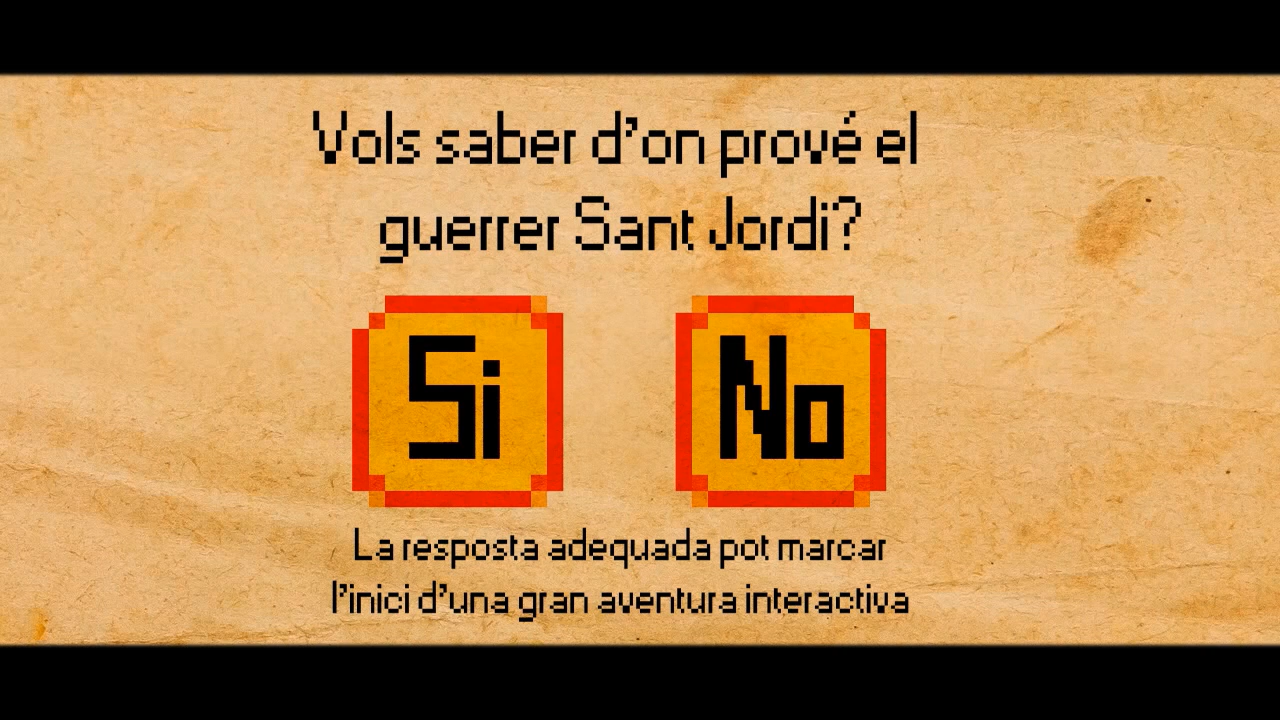 Vols saber d'on prové el
guerrer Sant Jordi?
Si No
La resposta adequada pot marcar
l'inici d'una gran aventura interactiva